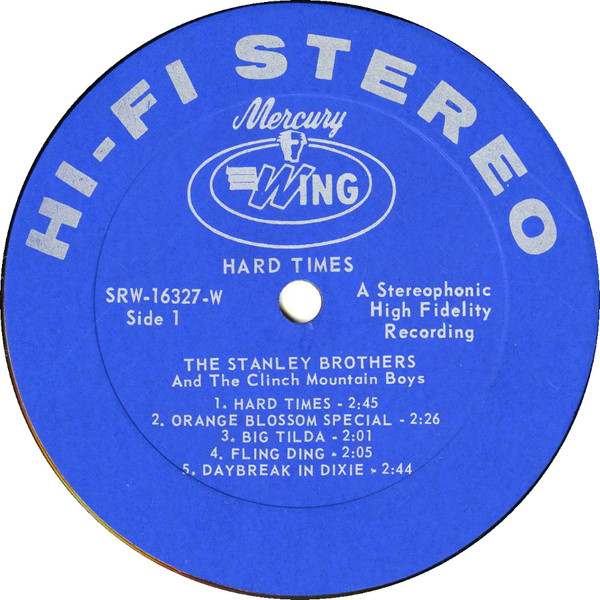 HI-FI STEREO
Mercury
WING
HARD TIMES
SRW-16327-W
Side 1
A Stereophonic
High Fidelity
Recording
THE STANLEY BROTHERS
And The Clinch Mountain Boys
1. HARD TIMES - 2:45
2. ORANGE BLOSSOM SPECIAL - 2:26
3. BIG TILDA - 2:01
4. FLING DING - 2:05
5. DAYBREAK IN DIXIE - 2:44